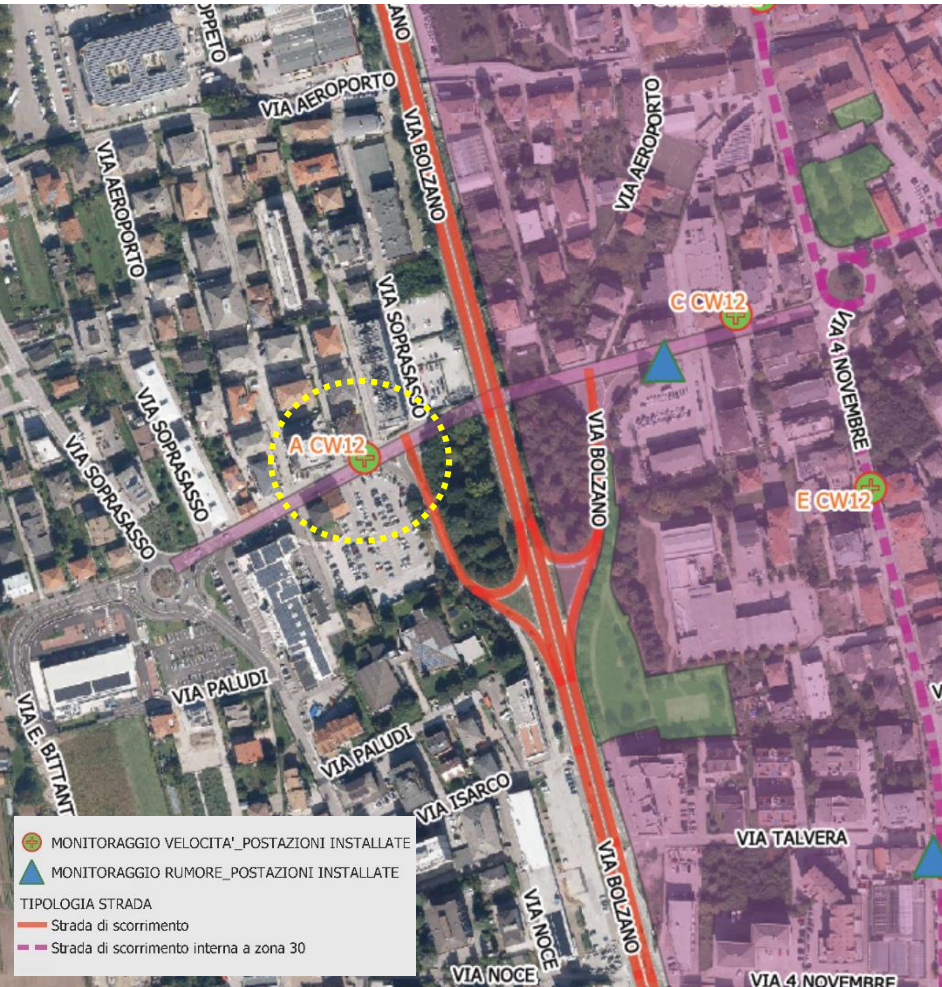 OPPETO
ZANO
VIA AEROPORTO
VIA BOLZANO
VIA AEROPORTO
VIA AEROPORTO
VIA SOPRASASSO
C CW12
VIA 4 NOVEMBRE
VIA SOPRASASSO
A CW12
VIA BOLZANO
VIA SOPRASASSO
E CW12
VIA PALUDI
VIA E. BITTANT
VIA PALUDI
VIA ISARCO
VIA TALVERA
VIA BOLZANO
VIA NOCE
VIA NOCE
VIA 4 NOVEMBRE
MONITORAGGIO VELOCITA'_POSTAZIONI INSTALLATE
MONITORAGGIO RUMORE_POSTAZIONI INSTALLATE
TIPOLOGIA STRADA
Strada di scorrimento
Strada di scorrimento interna a zona 30